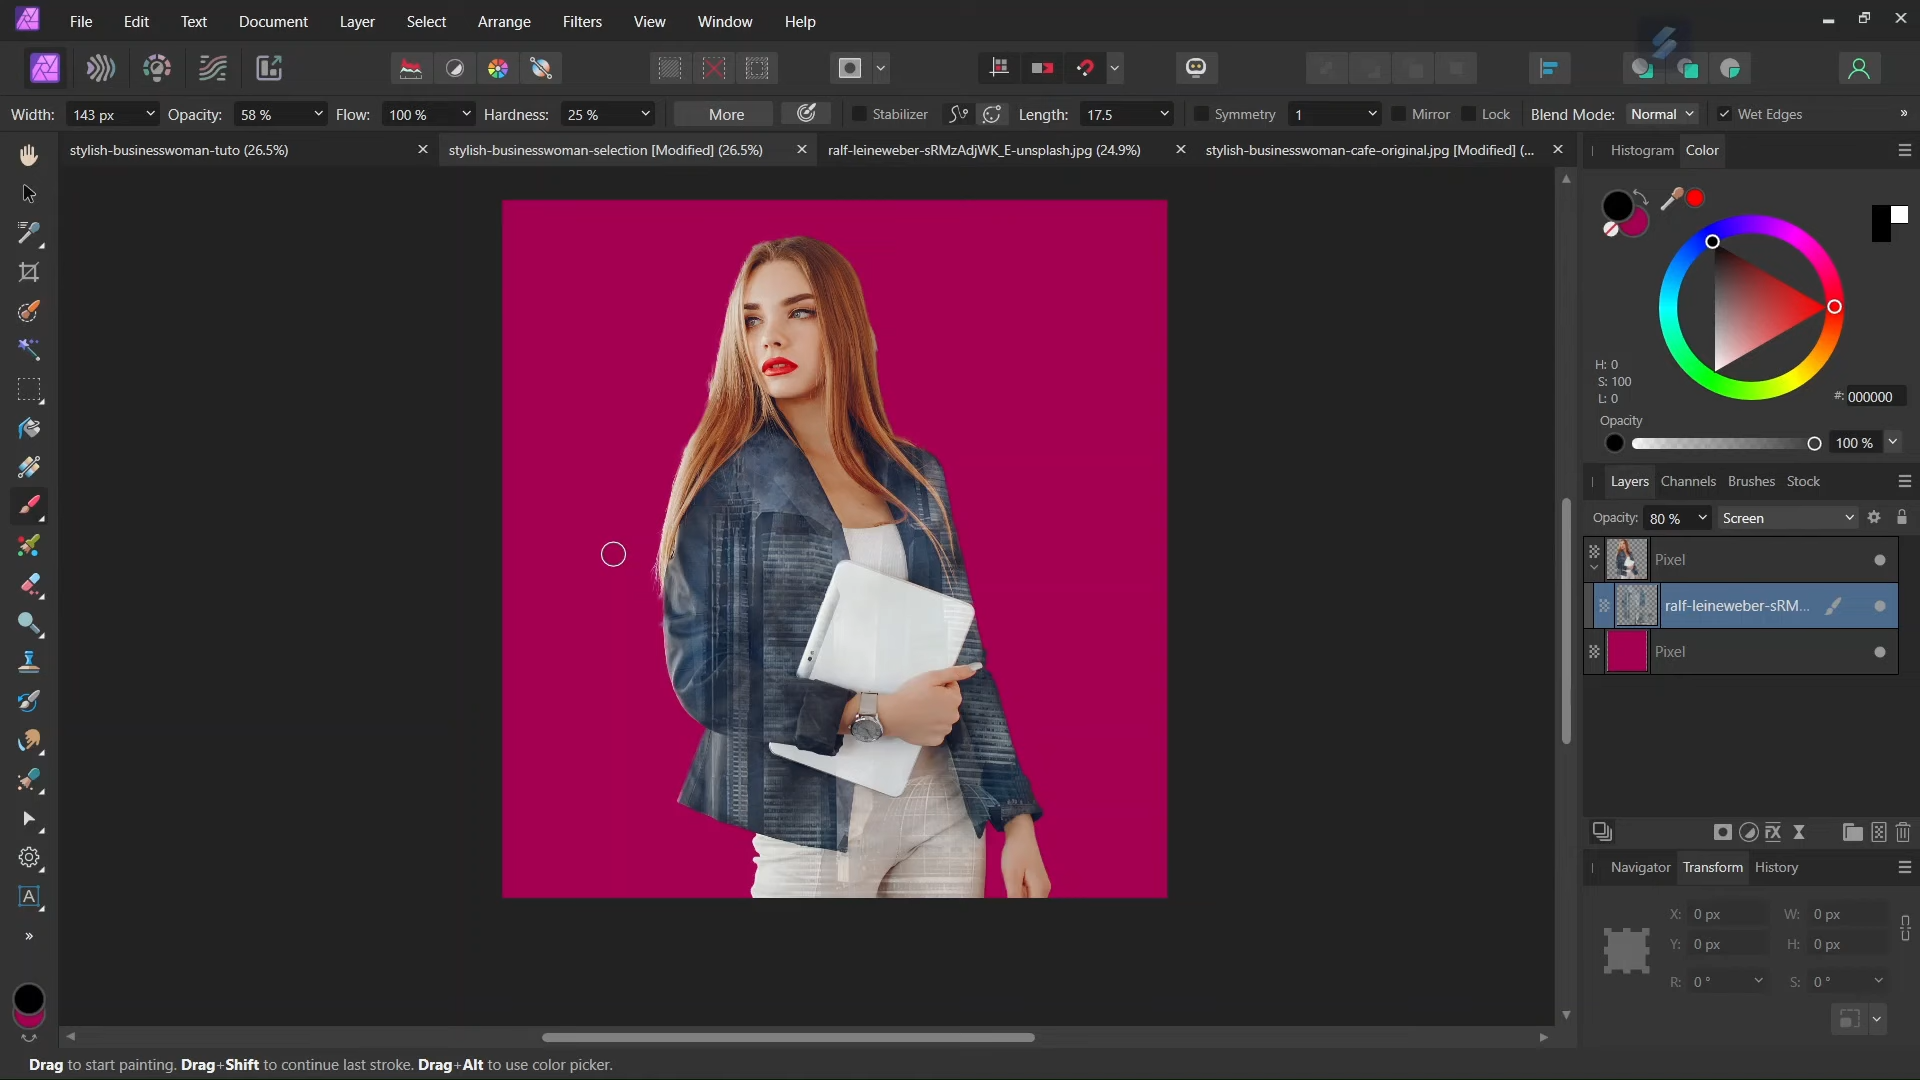 File Edit Text Document Layer Select Arrange Filters View Window Help
Width: 143 px Opacity: 58 % Flow: 100 % Hardness: 25 % More Stabilizer Length: 17.5 Symmetry 1 Mirror Lock Blend Mode: Normal Wet Edges »
stylish-businesswoman-tuto (26.5%) stylish-businesswoman-selection [Modified] (26.5%) ralf-leineweber-sRMzAdjWK_E-unsplash.jpg (24.9%) stylish-businesswoman-cafe-original.jpg [Modified] (...
Histogram Color
H: 0
S: 100
L: 0
#: 000000
Opacity
100 %
Layers Channels Brushes Stock
Opacity: 80 % Screen
Pixel
ralf-leineweber-sRM...
Pixel
Navigator Transform History
X: 0 px W: 0 px
Y: 0 px H: 0 px
R: 0 ° S: 0 °
Drag to start painting. Drag+Shift to continue last stroke. Drag+Alt to use color picker.